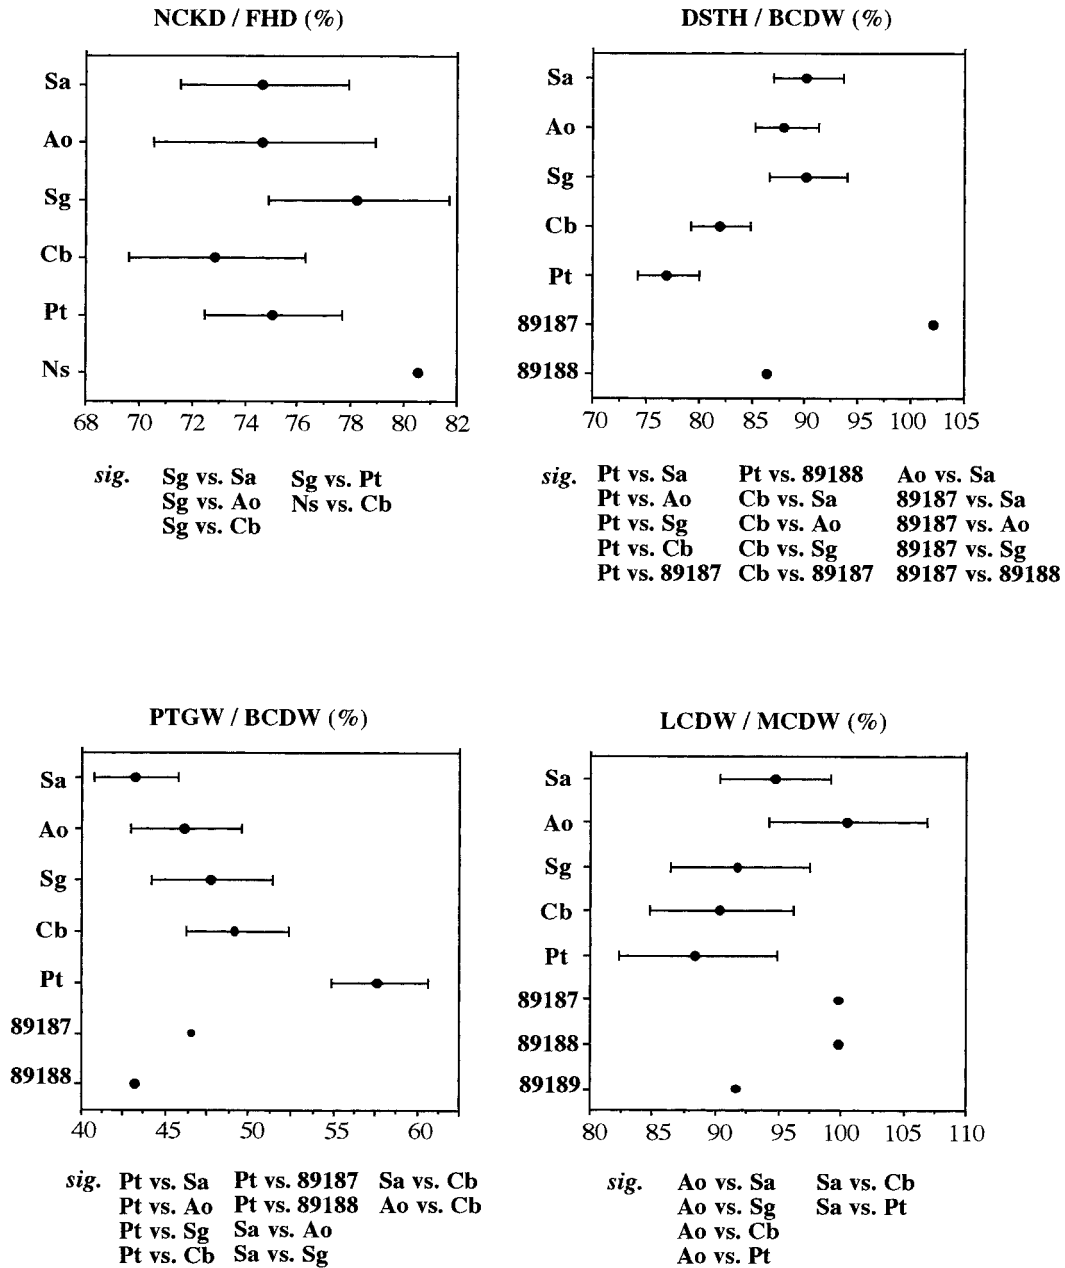 NCKD / FHD (%)
Sa
Ao
Sg
Cb
Pt
Ns
68 70 72 74 76 78 80 82
sig. Sg vs. Sa Sg vs. Pt
Sg vs. Ao Ns vs. Cb
Sg vs. Cb
DSTH / BCDW (%)
Sa
Ao
Sg
Cb
Pt
89187
89188
70 75 80 85 90 95 100 105
sig. Pt vs. Sa Pt vs. 89188 Ao vs. Sa
Pt vs. Ao Cb vs. Sa 89187 vs. Sa
Pt vs. Sg Cb vs. Ao 89187 vs. Ao
Pt vs. Cb Cb vs. Sg 89187 vs. Sg
Pt vs. 89187 Cb vs. 89187 89187 vs. 89188
PTGW / BCDW (%)
Sa
Ao
Sg
Cb
Pt
89187
89188
40 45 50 55 60
sig. Pt vs. Sa Pt vs. 89187 Sa vs. Cb
Pt vs. Ao Pt vs. 89188 Ao vs. Cb
Pt vs. Sg Sa vs. Ao
Pt vs. Cb Sa vs. Sg
LCDW / MCDW (%)
Sa
Ao
Sg
Cb
Pt
89187
89188
89189
80 85 90 95 100 105 110
sig. Ao vs. Sa Sa vs. Cb
Ao vs. Sg Sa vs. Pt
Ao vs. Cb
Ao vs. Pt